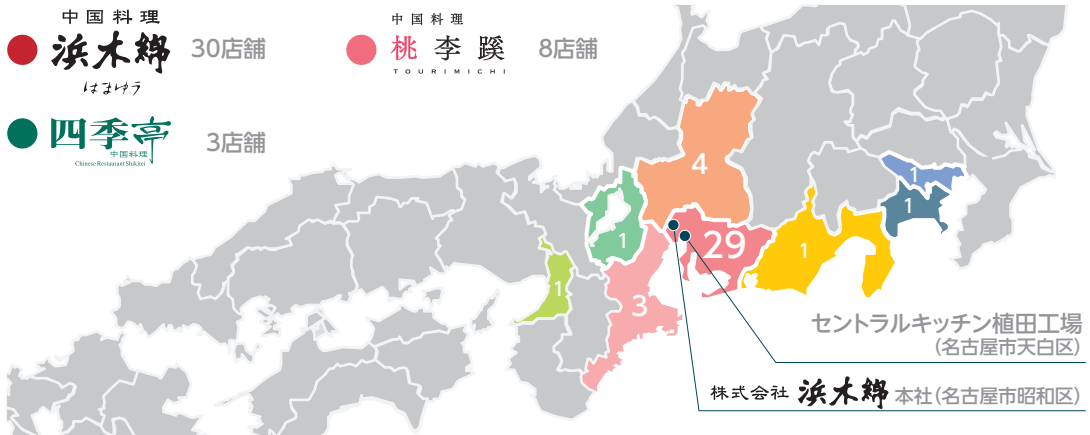 中国料理
浜木綿
はまゆう
30店舗
中国料理
桃李蹊
TOURIMICHI
8店舗
四季亭
中国料理
Chinese Restaurant Shikitei
3店舗
4
1
1
1
29
1
1
3
セントラルキッチン植田工場
（名古屋市天白区）
株式会社 浜木綿 本社（名古屋市昭和区）